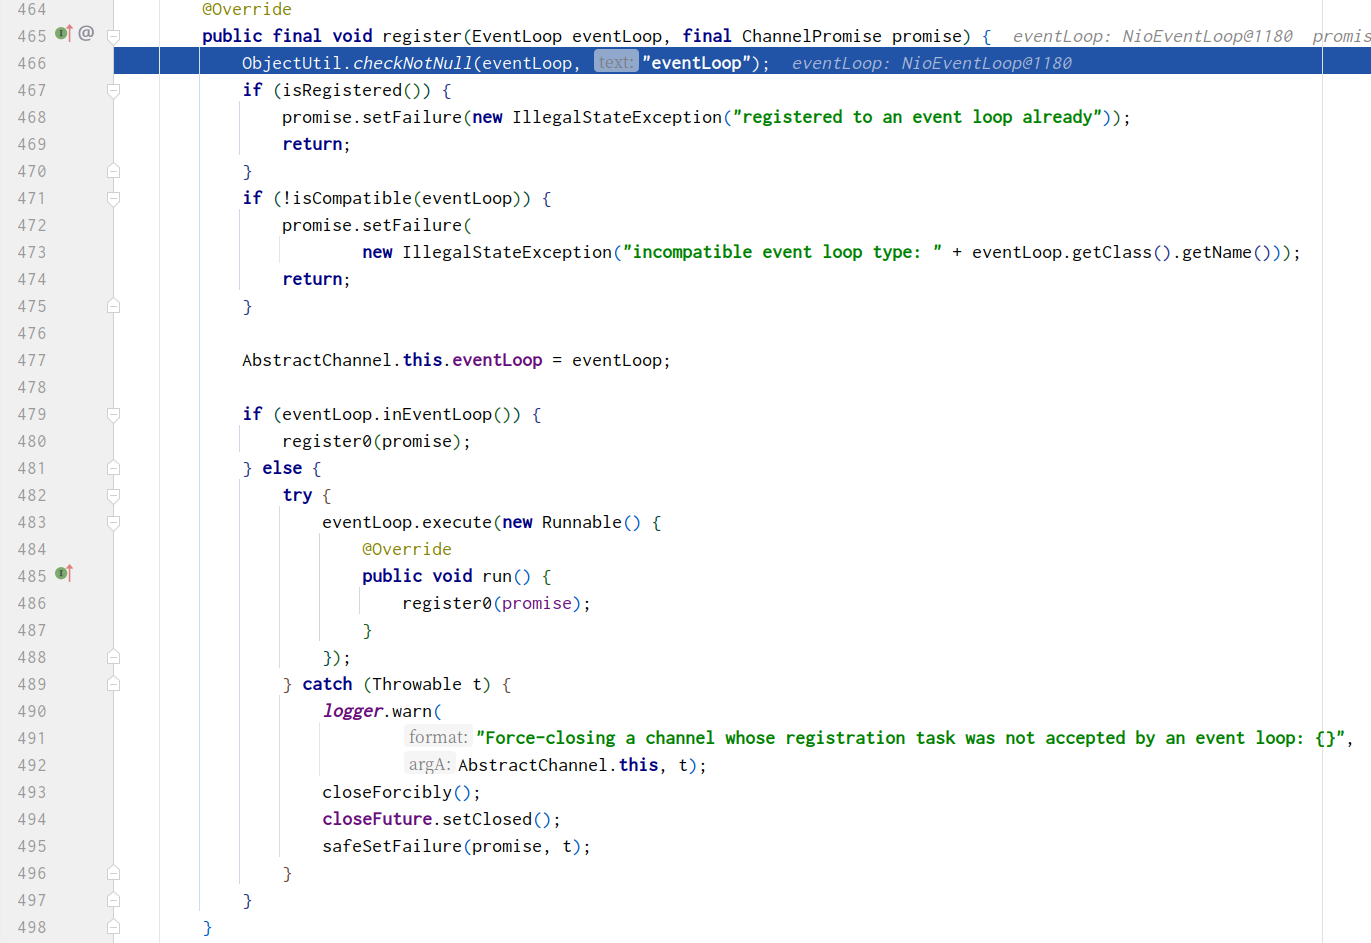 464 @Override
465 @ public final void register(EventLoop eventLoop, final ChannelPromise promise) { eventLoop: NioEventLoop@1180 promis
466 ObjectUtil.checkNotNull(eventLoop, text: "eventLoop"); eventLoop: NioEventLoop@1180
467 if (isRegistered()) {
468 promise.setFailure(new IllegalStateException("registered to an event loop already"));
469 return;
470 }
471 if (!isCompatible(eventLoop)) {
472 promise.setFailure(
473 new IllegalStateException("incompatible event loop type: " + eventLoop.getClass().getName()));
474 return;
475 }
476
477 AbstractChannel.this.eventLoop = eventLoop;
478
479 if (eventLoop.inEventLoop()) {
480 register0(promise);
481 } else {
482 try {
483 eventLoop.execute(new Runnable() {
484 @Override
485 public void run() {
486 register0(promise);
487 }
488 });
489 } catch (Throwable t) {
490 logger.warn(
491 format: "Force-closing a channel whose registration task was not accepted by an event loop: {}",
492 argA: AbstractChannel.this, t);
493 closeForcibly();
494 closeFuture.setClosed();
495 safeSetFailure(promise, t);
496 }
497 }
498 }